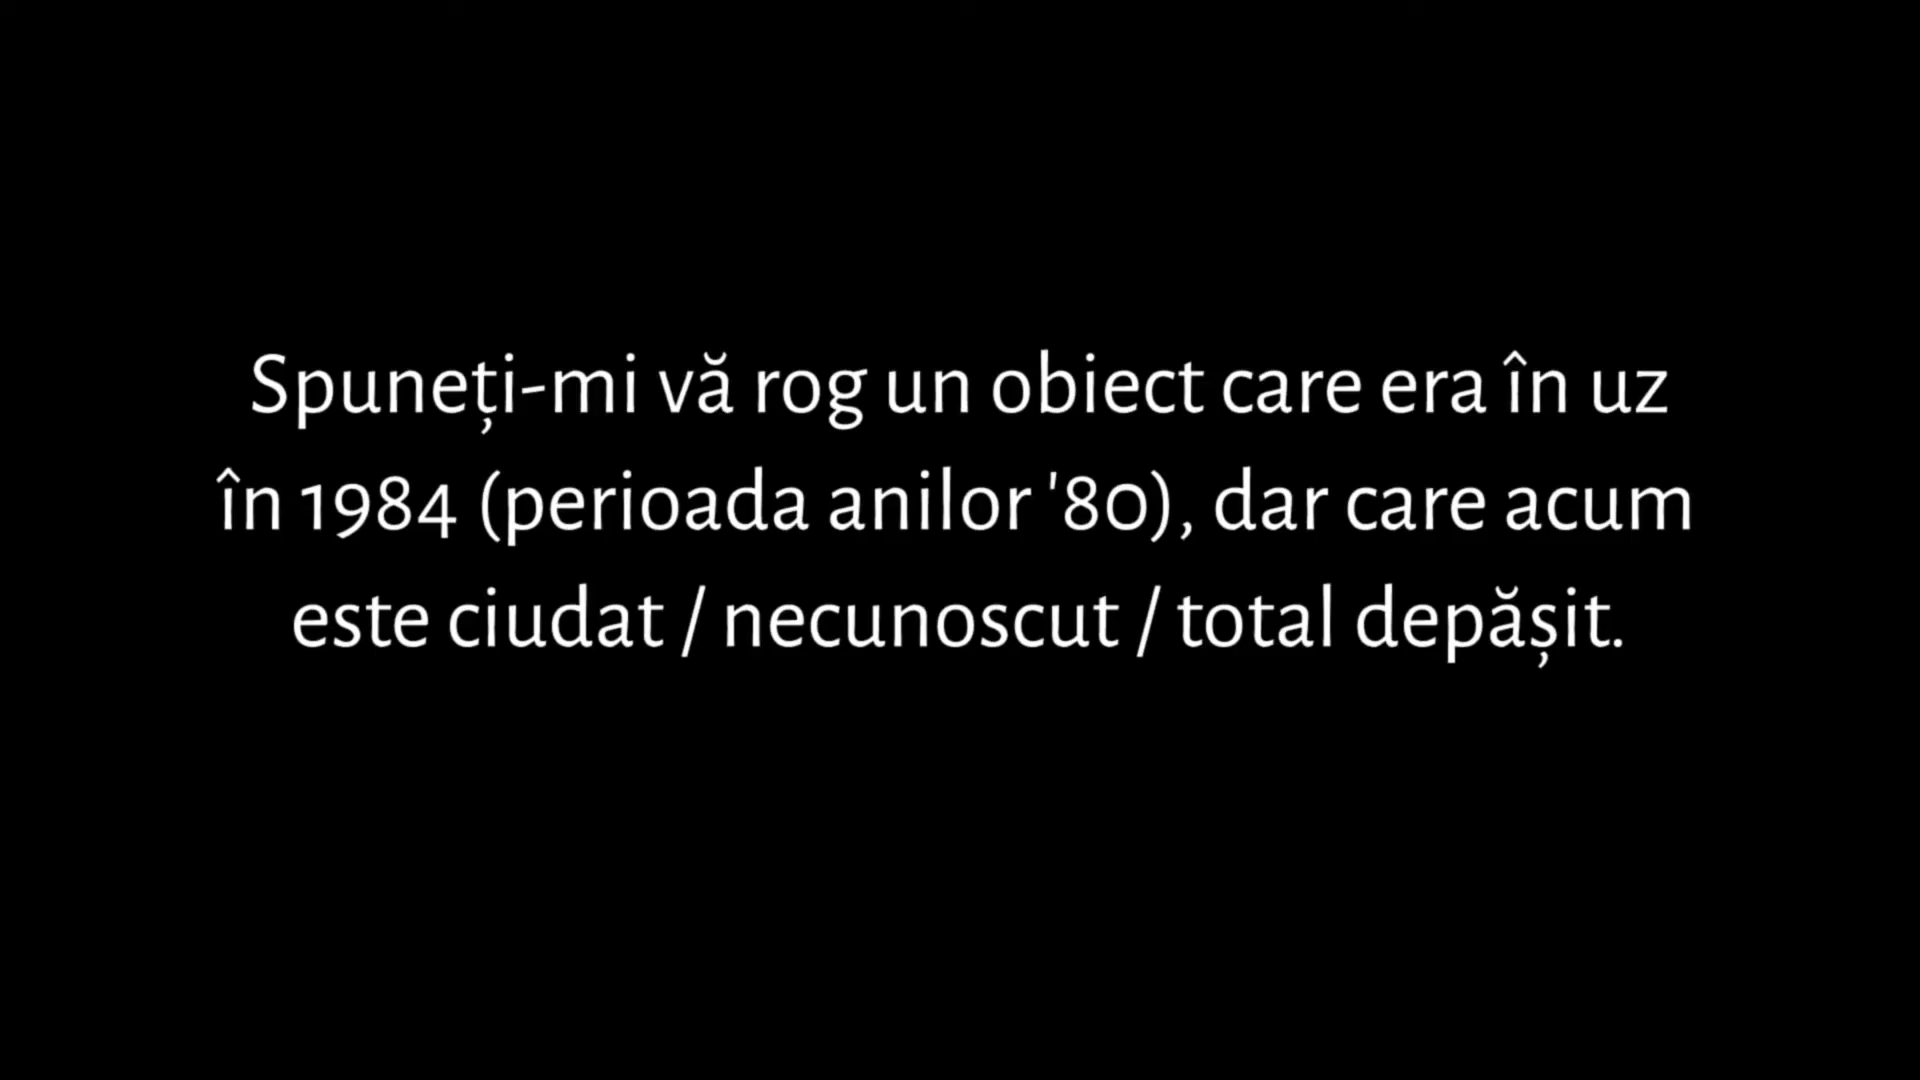 Spuneți-mi vă rog un obiect care era în uz
în 1984 (perioada anilor '80), dar care acum
este ciudat / necunoscut / total depășit.